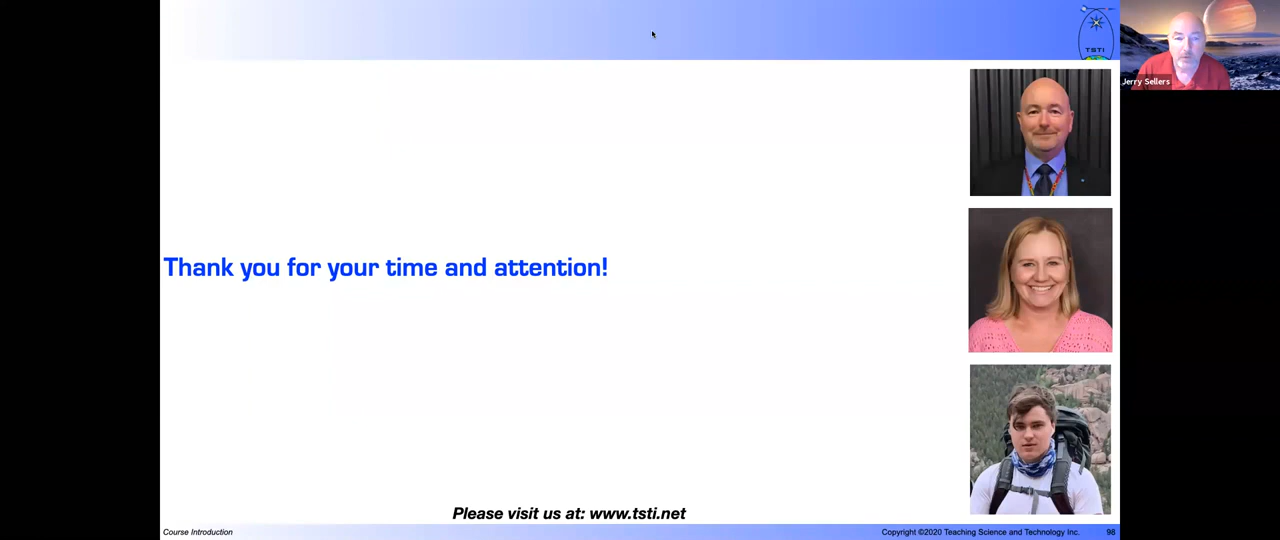 TSTI
Jerry Sellers
Thank you for your time and attention!
Please visit us at: www.tsti.net
Course Introduction
Copyright ©2020 Teaching Science and Technology Inc.
98